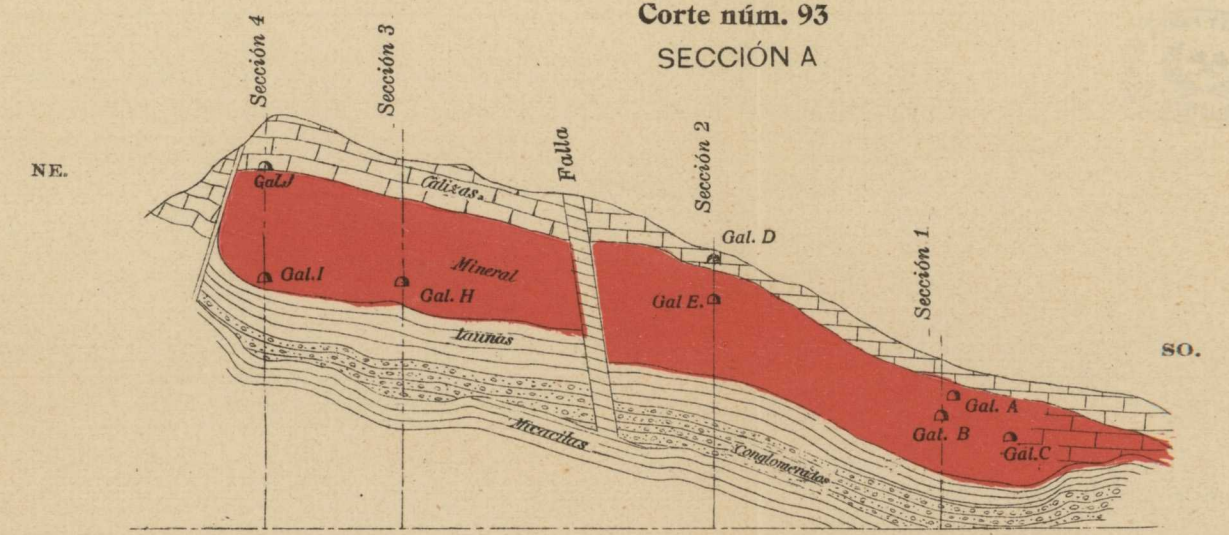 Corte núm. 93
SECCIÓN A
Sección 4
Sección 3
Falla
Sección 2
Sección 1
NE.
SO.
Gal. J
Calizas.
Gal. D
Gal. I
Mineral
Gal. H
Gal E.
Launas
Gal. A
Gal. B
Gal. C
Micacitas
Conglomerados